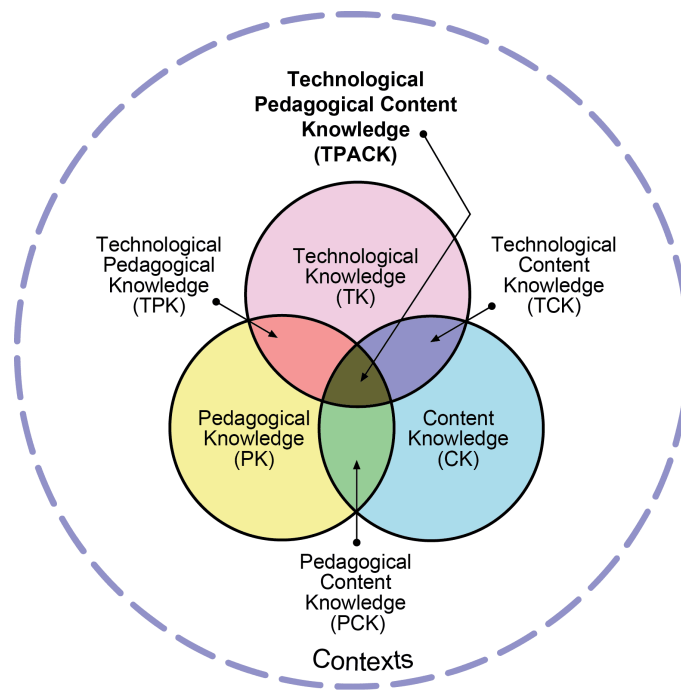 Technological
Pedagogical Content
Knowledge
(TPACK)
Technological
Pedagogical
Knowledge
(TPK)
Technological
Knowledge
(TK)
Technological
Content
Knowledge
(TCK)
Pedagogical
Knowledge
(PK)
Content
Knowledge
(CK)
Pedagogical
Content
Knowledge
(PCK)
Contexts